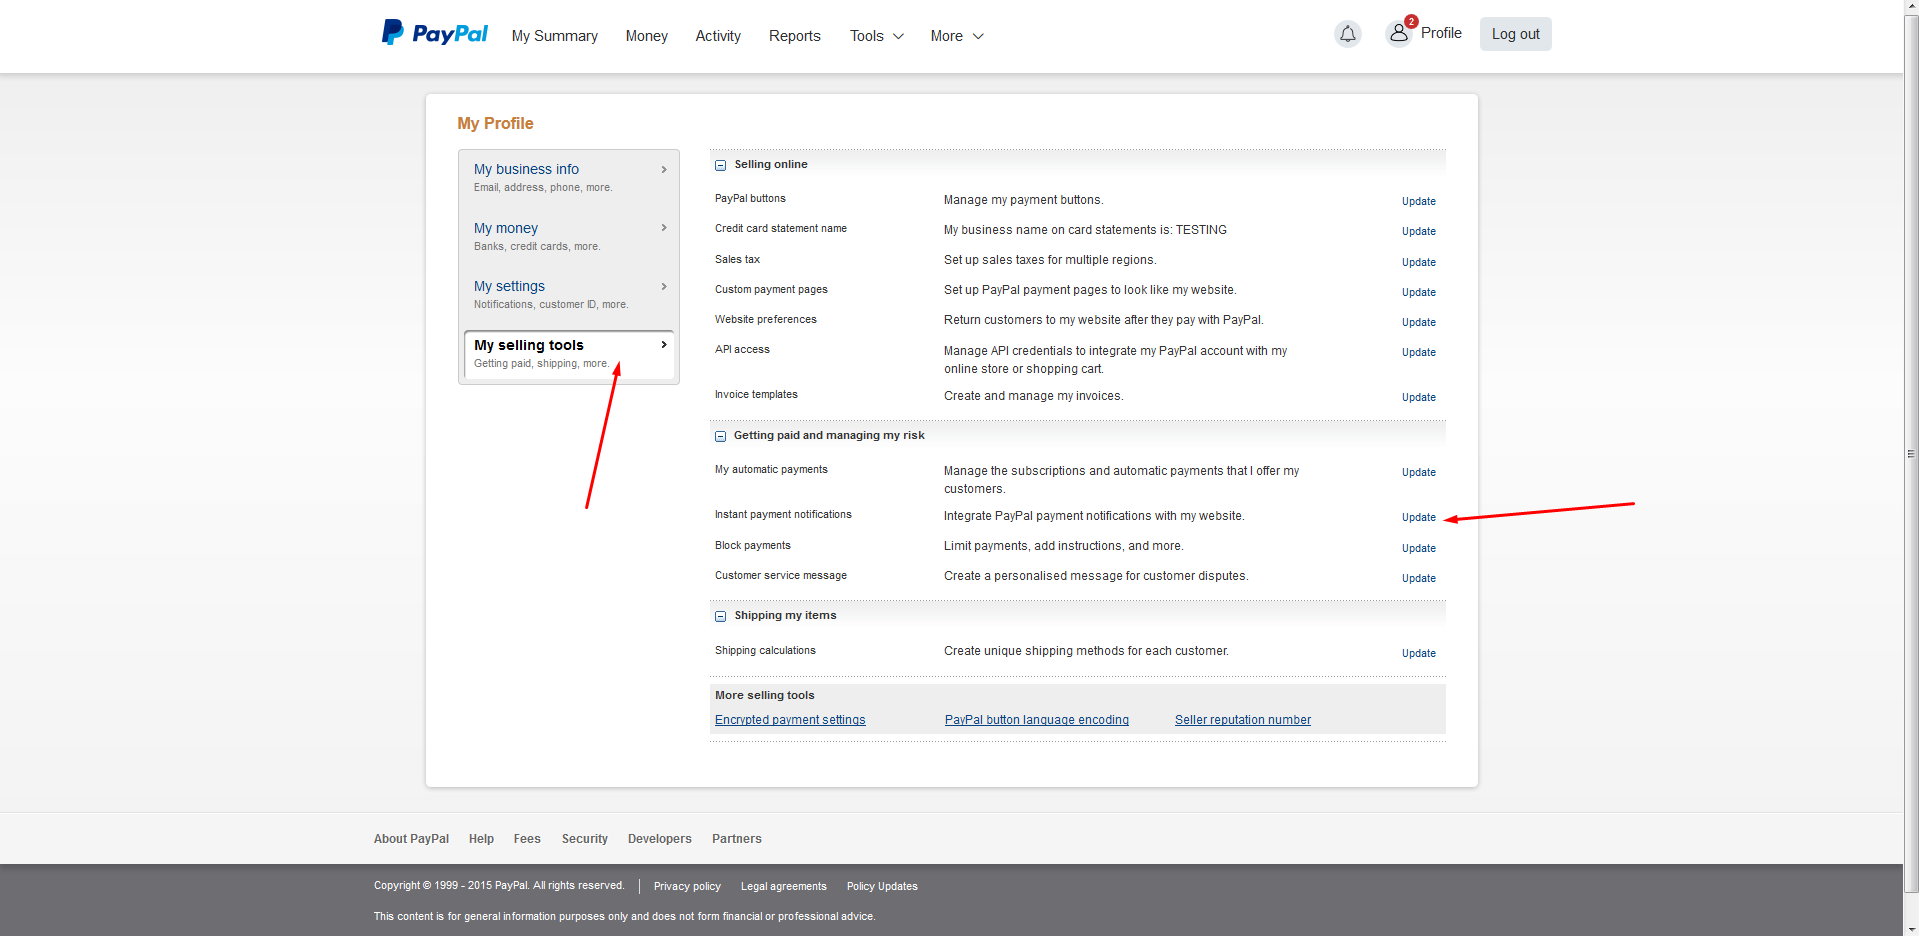 PayPal My Summary Money Activity Reports Tools More 2 Profile Log out
My Profile
My business info
Email, address, phone, more.
My money
Banks, credit cards, more.
My settings
Notifications, customer ID, more.
My selling tools
Getting paid, shipping, more.
Selling online
PayPal buttons Manage my payment buttons. Update
Credit card statement name My business name on card statements is: TESTING Update
Sales tax Set up sales taxes for multiple regions. Update
Custom payment pages Set up PayPal payment pages to look like my website. Update
Website preferences Return customers to my website after they pay with PayPal. Update
API access Manage API credentials to integrate my PayPal account with my Update
online store or shopping cart.
Invoice templates Create and manage my invoices. Update
Getting paid and managing my risk
My automatic payments Manage the subscriptions and automatic payments that I offer my Update
customers.
Instant payment notifications Integrate PayPal payment notifications with my website. Update
Block payments Limit payments, add instructions, and more. Update
Customer service message Create a personalised message for customer disputes. Update
Shipping my items
Shipping calculations Create unique shipping methods for each customer. Update
More selling tools
Encrypted payment settings PayPal button language encoding Seller reputation number
About PayPal Help Fees Security Developers Partners
Copyright © 1999 - 2015 PayPal. All rights reserved. Privacy policy Legal agreements Policy Updates
This content is for general information purposes only and does not form financial or professional advice.